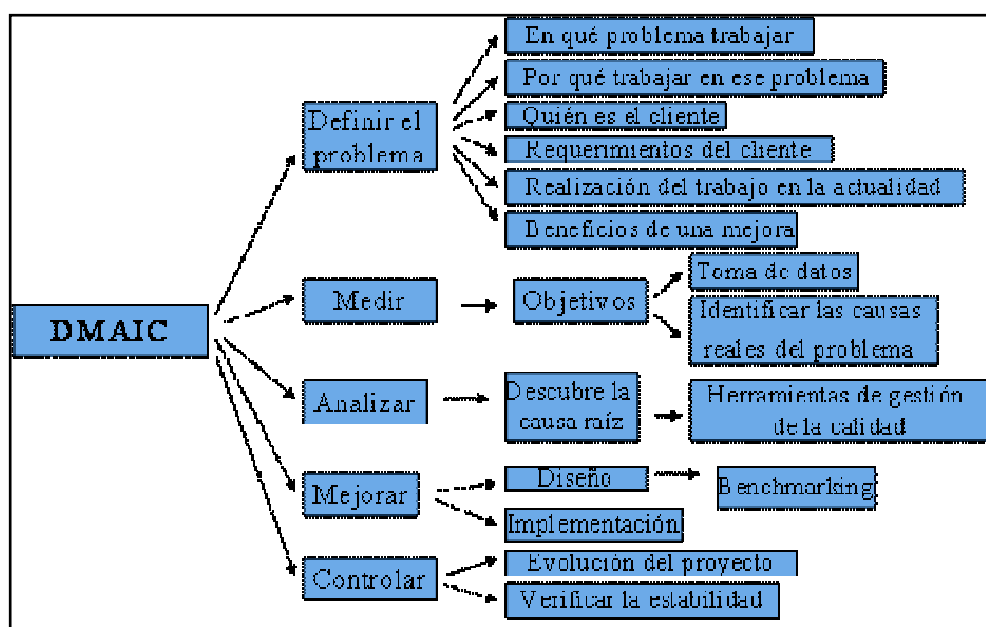 DMAIC
Definir el
problema
En qué problema trabajar
Por qué trabajar en ese problema
Quién es el cliente
Requerimientos del cliente
Realización del trabajo en la actualidad
Beneficios de una mejora
Medir
Objetivos
Toma de datos
Identificar las causas
reales del problema
Analizar
Descubre la
causa raíz
Herramientas de gestión
de la calidad
Mejorar
Diseño
Benchmarking
Implementación
Controlar
Evolución del proyecto
Verificar la estabilidad